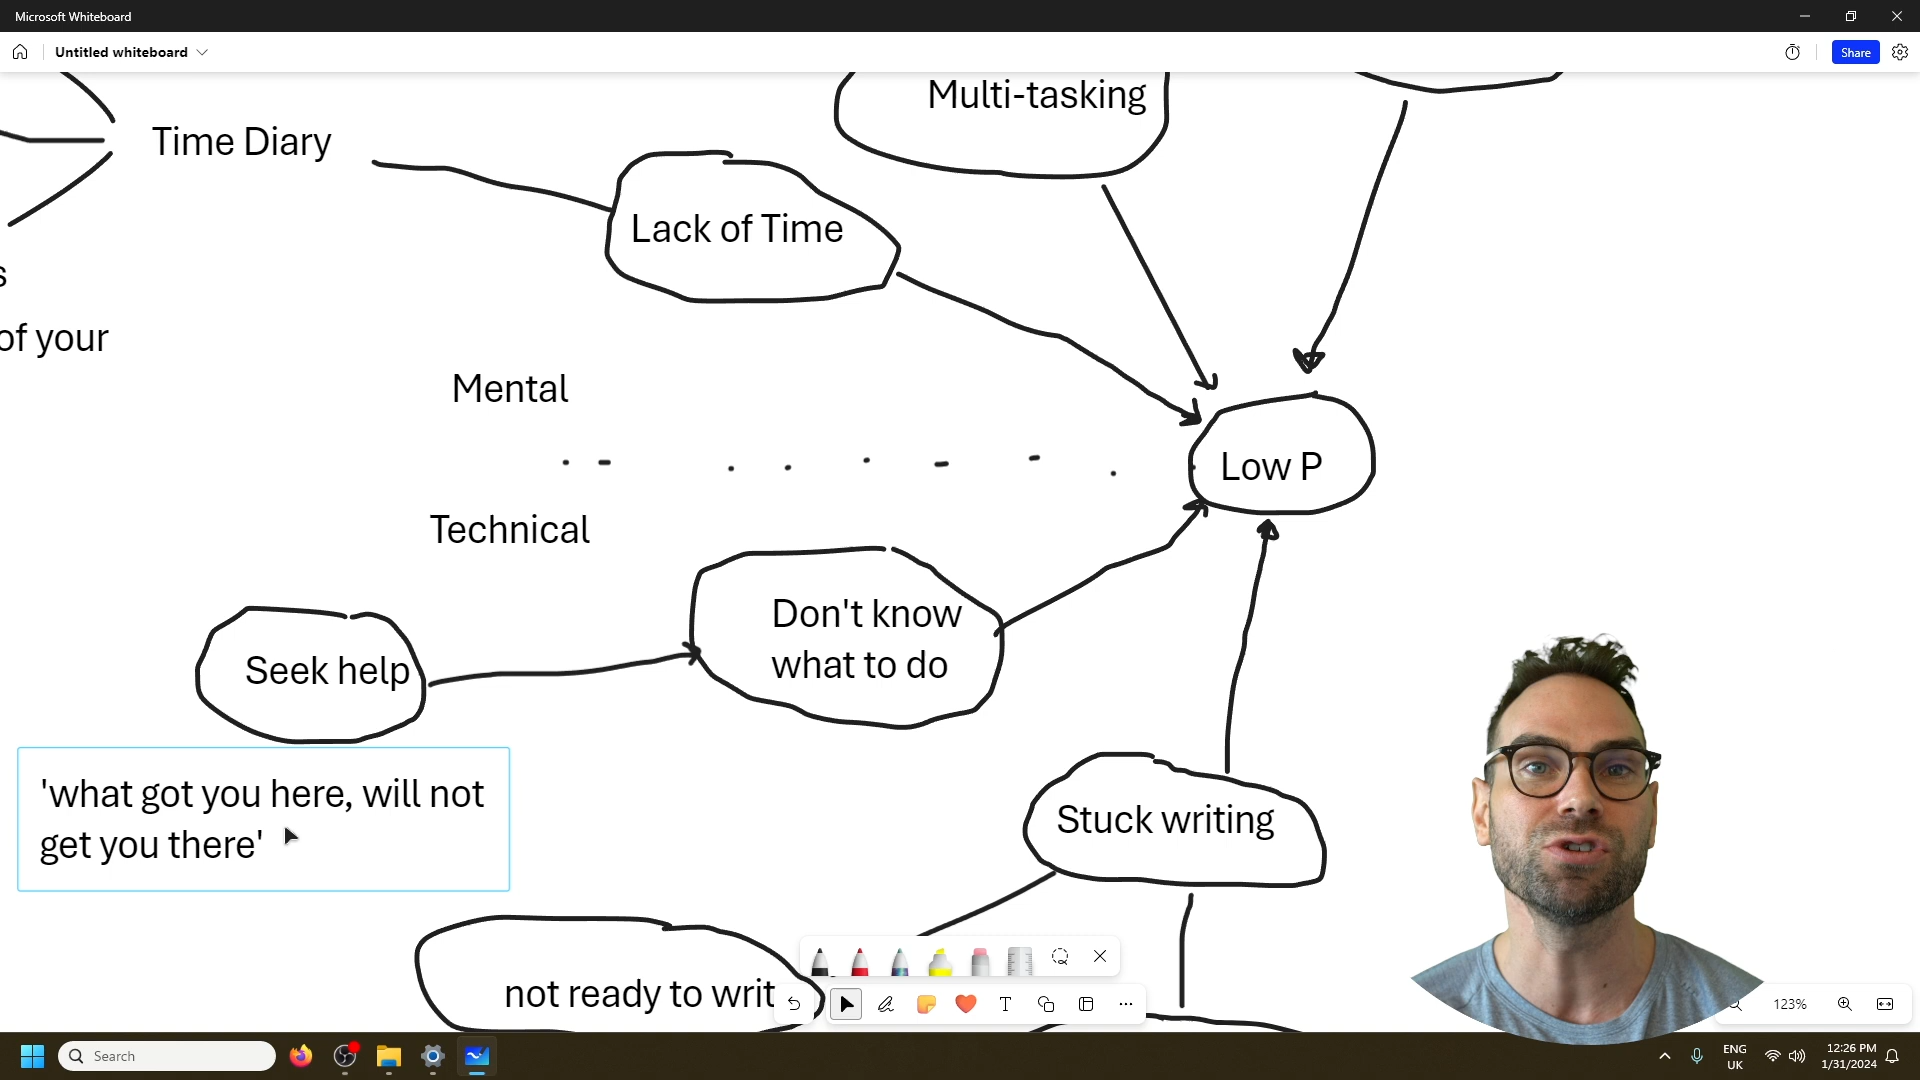 Microsoft Whiteboard
Untitled whiteboard
Share
Multi-tasking
Time Diary
Lack of Time
s
of your
Mental
Low P
Technical
Don't know
what to do
Seek help
'what got you here, will not
get you there'
Stuck writing
not ready to writ
T
123%
Search
ENG
UK
12:26 PM
1/31/2024